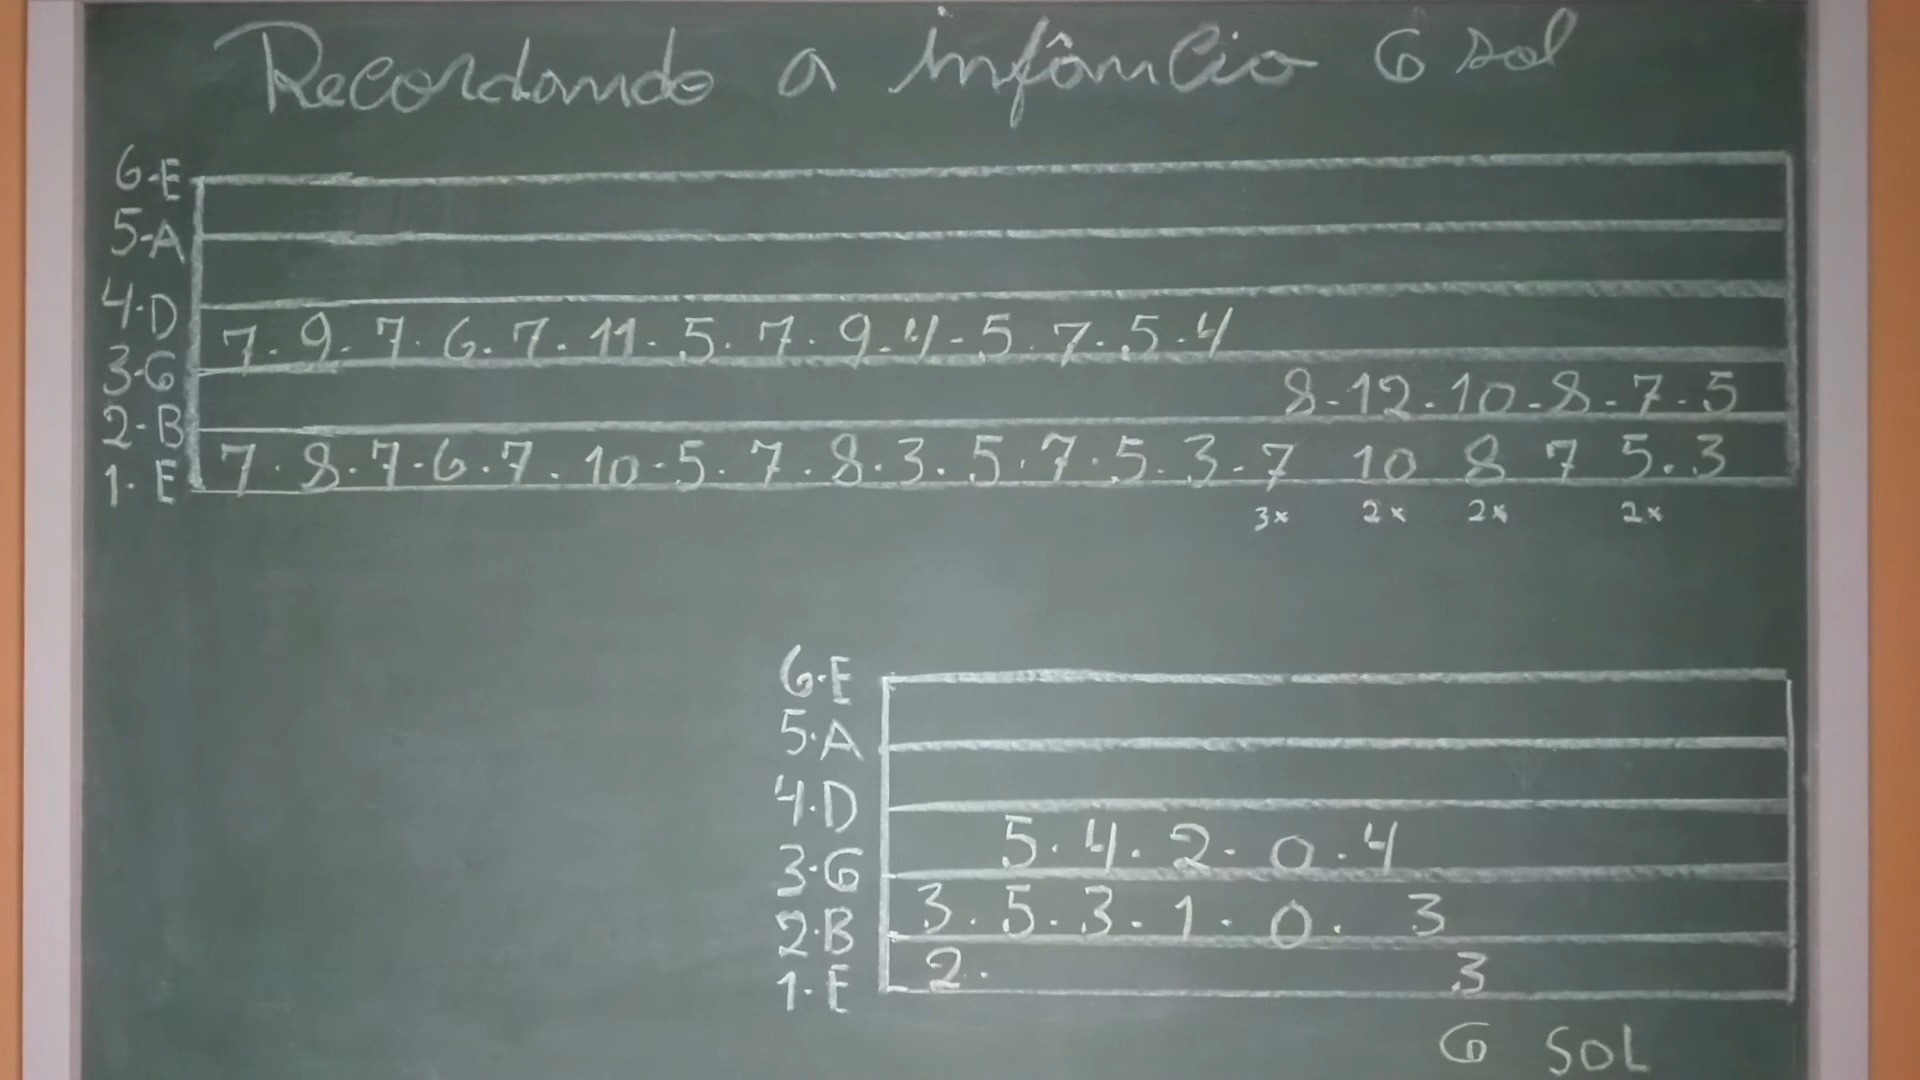 Recordando a infância G sol
6-E
5-A
4-D
7. 9. 7. 6. 7. 11. 5. 7. 9. 4 - 5. 7. 5. 4
3-G
8-12.10-8-7.5
2-B
7.8.7-6.7.10-5.7.8.3.5.7.5.3-7 10 8 7 5.3
1. E
3x 2x 2x 2x
6.E
5.A
4.D
5.4.2-0.4
3.G
3.5.3-1-0. 3
2.B
2. 3
1-E
G SOL